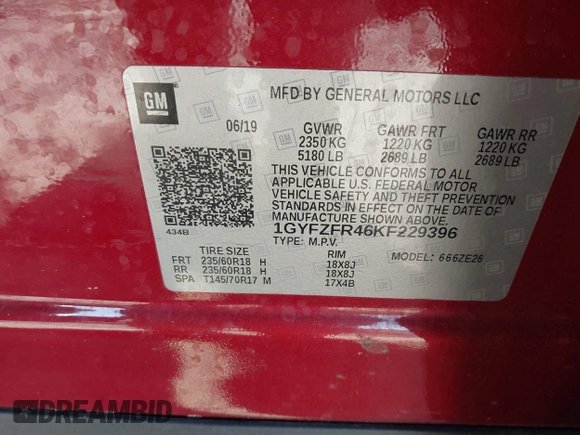 GM
MFD BY GENERAL MOTORS LLC
06/19 GVWR GAWR FRT GAWR RR
2350 KG 1220 KG 1220 KG
5180 LB 2689 LB 2689 LB
THIS VEHICLE CONFORMS TO ALL
APPLICABLE U.S. FEDERAL MOTOR
VEHICLE SAFETY AND THEFT PREVENTION
STANDARDS IN EFFECT ON THE DATE OF
MANUFACTURE SHOWN ABOVE.
434B 1GYFZFR46KF229396
TYPE: M.P.V. MODEL: 666ZE26
TIRE SIZE RIM
FRT 235/60R18 H 18X8J
RR 235/60R18 H 18X8J
SPA T145/70R17 M 17X4B
DREAMBID